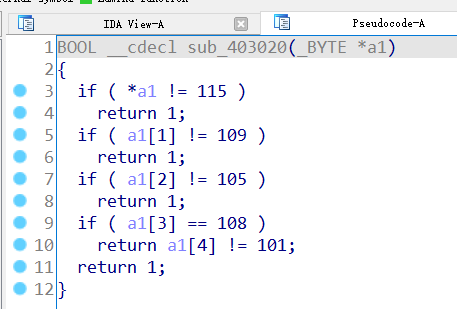 IDA View-A Pseudocode-A
1 BOOL __cdecl sub_403020(_BYTE *a1)
2 {
3 if ( *a1 != 115 )
4 return 1;
5 if ( a1[1] != 109 )
6 return 1;
7 if ( a1[2] != 105 )
8 return 1;
9 if ( a1[3] == 108 )
10 return a1[4] != 101;
11 return 1;
12 }